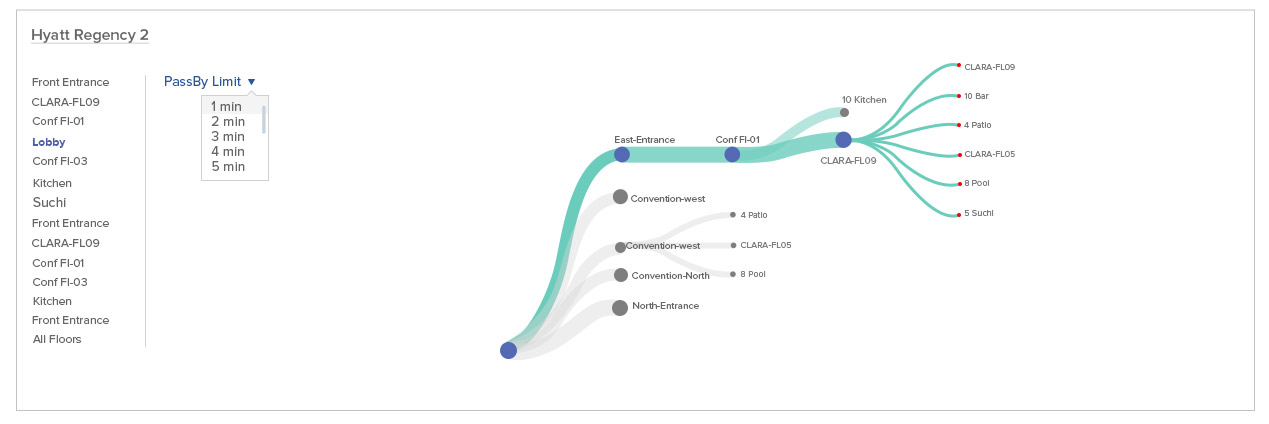 Hyatt Regency 2
Front Entrance
CLARA-FL09
Conf Fl-01
Lobby
Conf Fl-03
Kitchen
Suchi
Front Entrance
CLARA-FL09
Conf Fl-01
Conf Fl-03
Kitchen
Front Entrance
All Floors
PassBy Limit
1 min
2 min
3 min
4 min
5 min
East-Entrance
Conf Fl-01
10 Kitchen
CLARA-FL09
CLARA-FL09
10 Bar
4 Patio
CLARA-FL05
8 Pool
5 Suchi
Convention-west
Convention-west
4 Patio
CLARA-FL05
8 Pool
Convention-North
North-Entrance